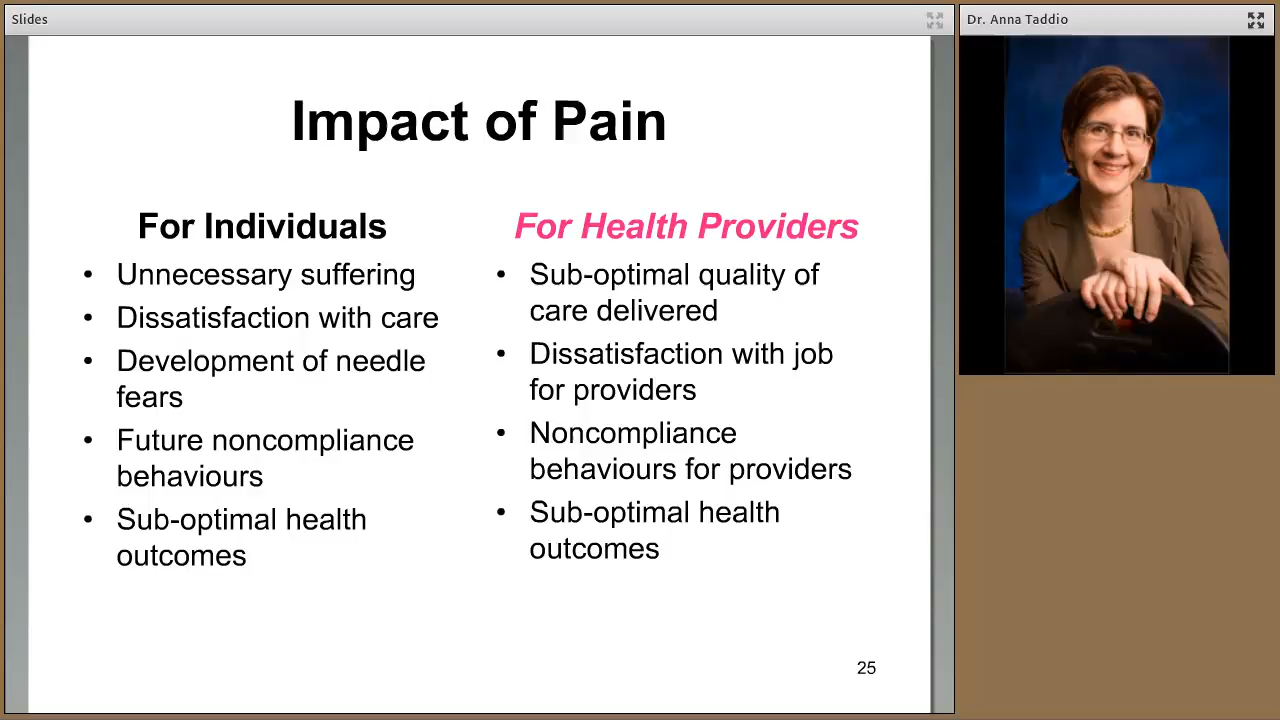 Slides
Dr. Anna Taddio
Impact of Pain
For Individuals
• Unnecessary suffering
• Dissatisfaction with care
• Development of needle
fears
• Future noncompliance
behaviours
• Sub-optimal health
outcomes
For Health Providers
• Sub-optimal quality of
care delivered
• Dissatisfaction with job
for providers
• Noncompliance
behaviours for providers
• Sub-optimal health
outcomes
25